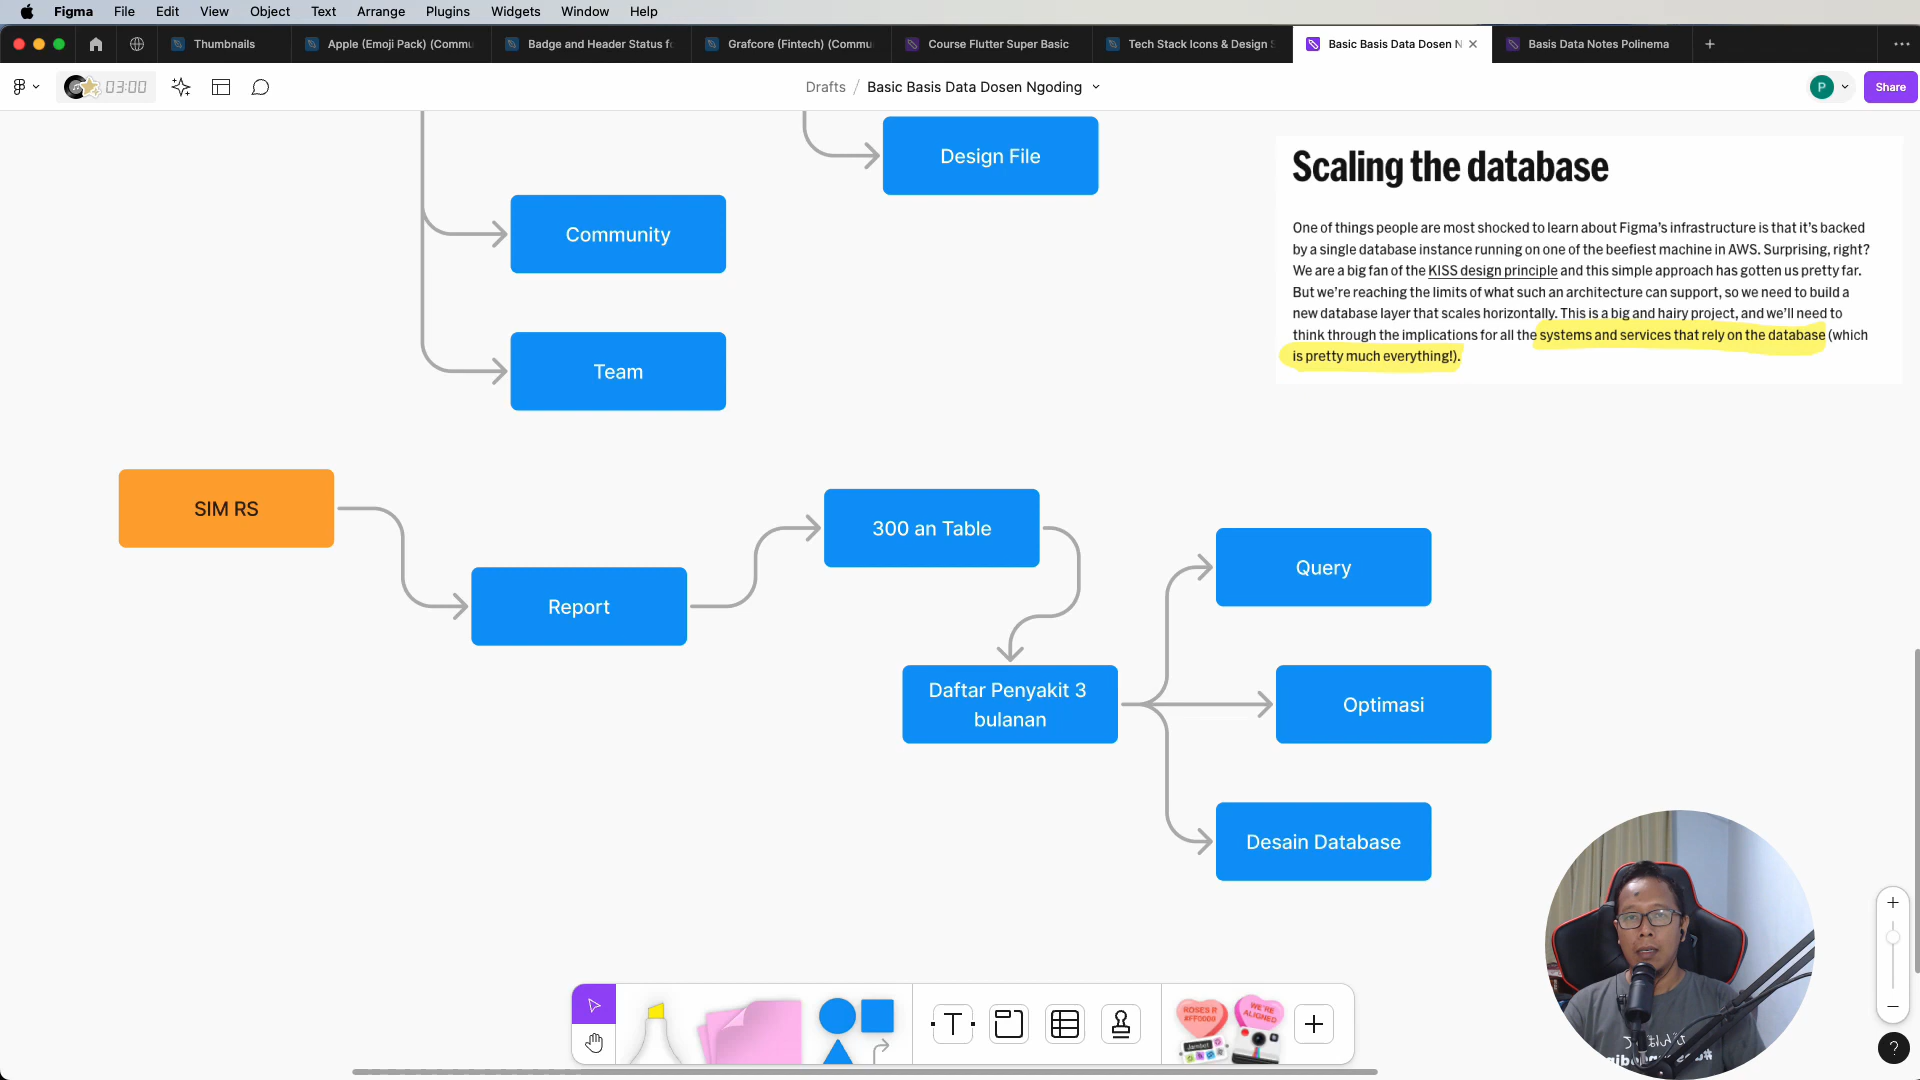 Figma File Edit View Object Text Arrange Plugins Widgets Window Help
Thumbnails
Apple (Emoji Pack) (Commu
Badge and Header Status fo
Grafcore (Fintech) (Commu
Course Flutter Super Basic
Tech Stack Icons & Design S
Basic Basis Data Dosen N
Basis Data Notes Polinema
03:00
Drafts / Basic Basis Data Dosen Ngoding
P
Share
Design File
Community
Team
Scaling the database
One of things people are most shocked to learn about Figma's infrastructure is that it's backed
by a single database instance running on one of the beefiest machine in AWS. Surprising, right?
We are a big fan of the KISS design principle and this simple approach has gotten us pretty far.
But we're reaching the limits of what such an architecture can support, so we need to build a
new database layer that scales horizontally. This is a big and hairy project, and we'll need to
think through the implications for all the systems and services that rely on the database (which
is pretty much everything!).
SIM RS
Report
300 an Table
Daftar Penyakit 3
bulanan
Query
Optimasi
Desain Database
T
ROSES R
#FF0000
WE'RE
ALIGNED
Jambot
?